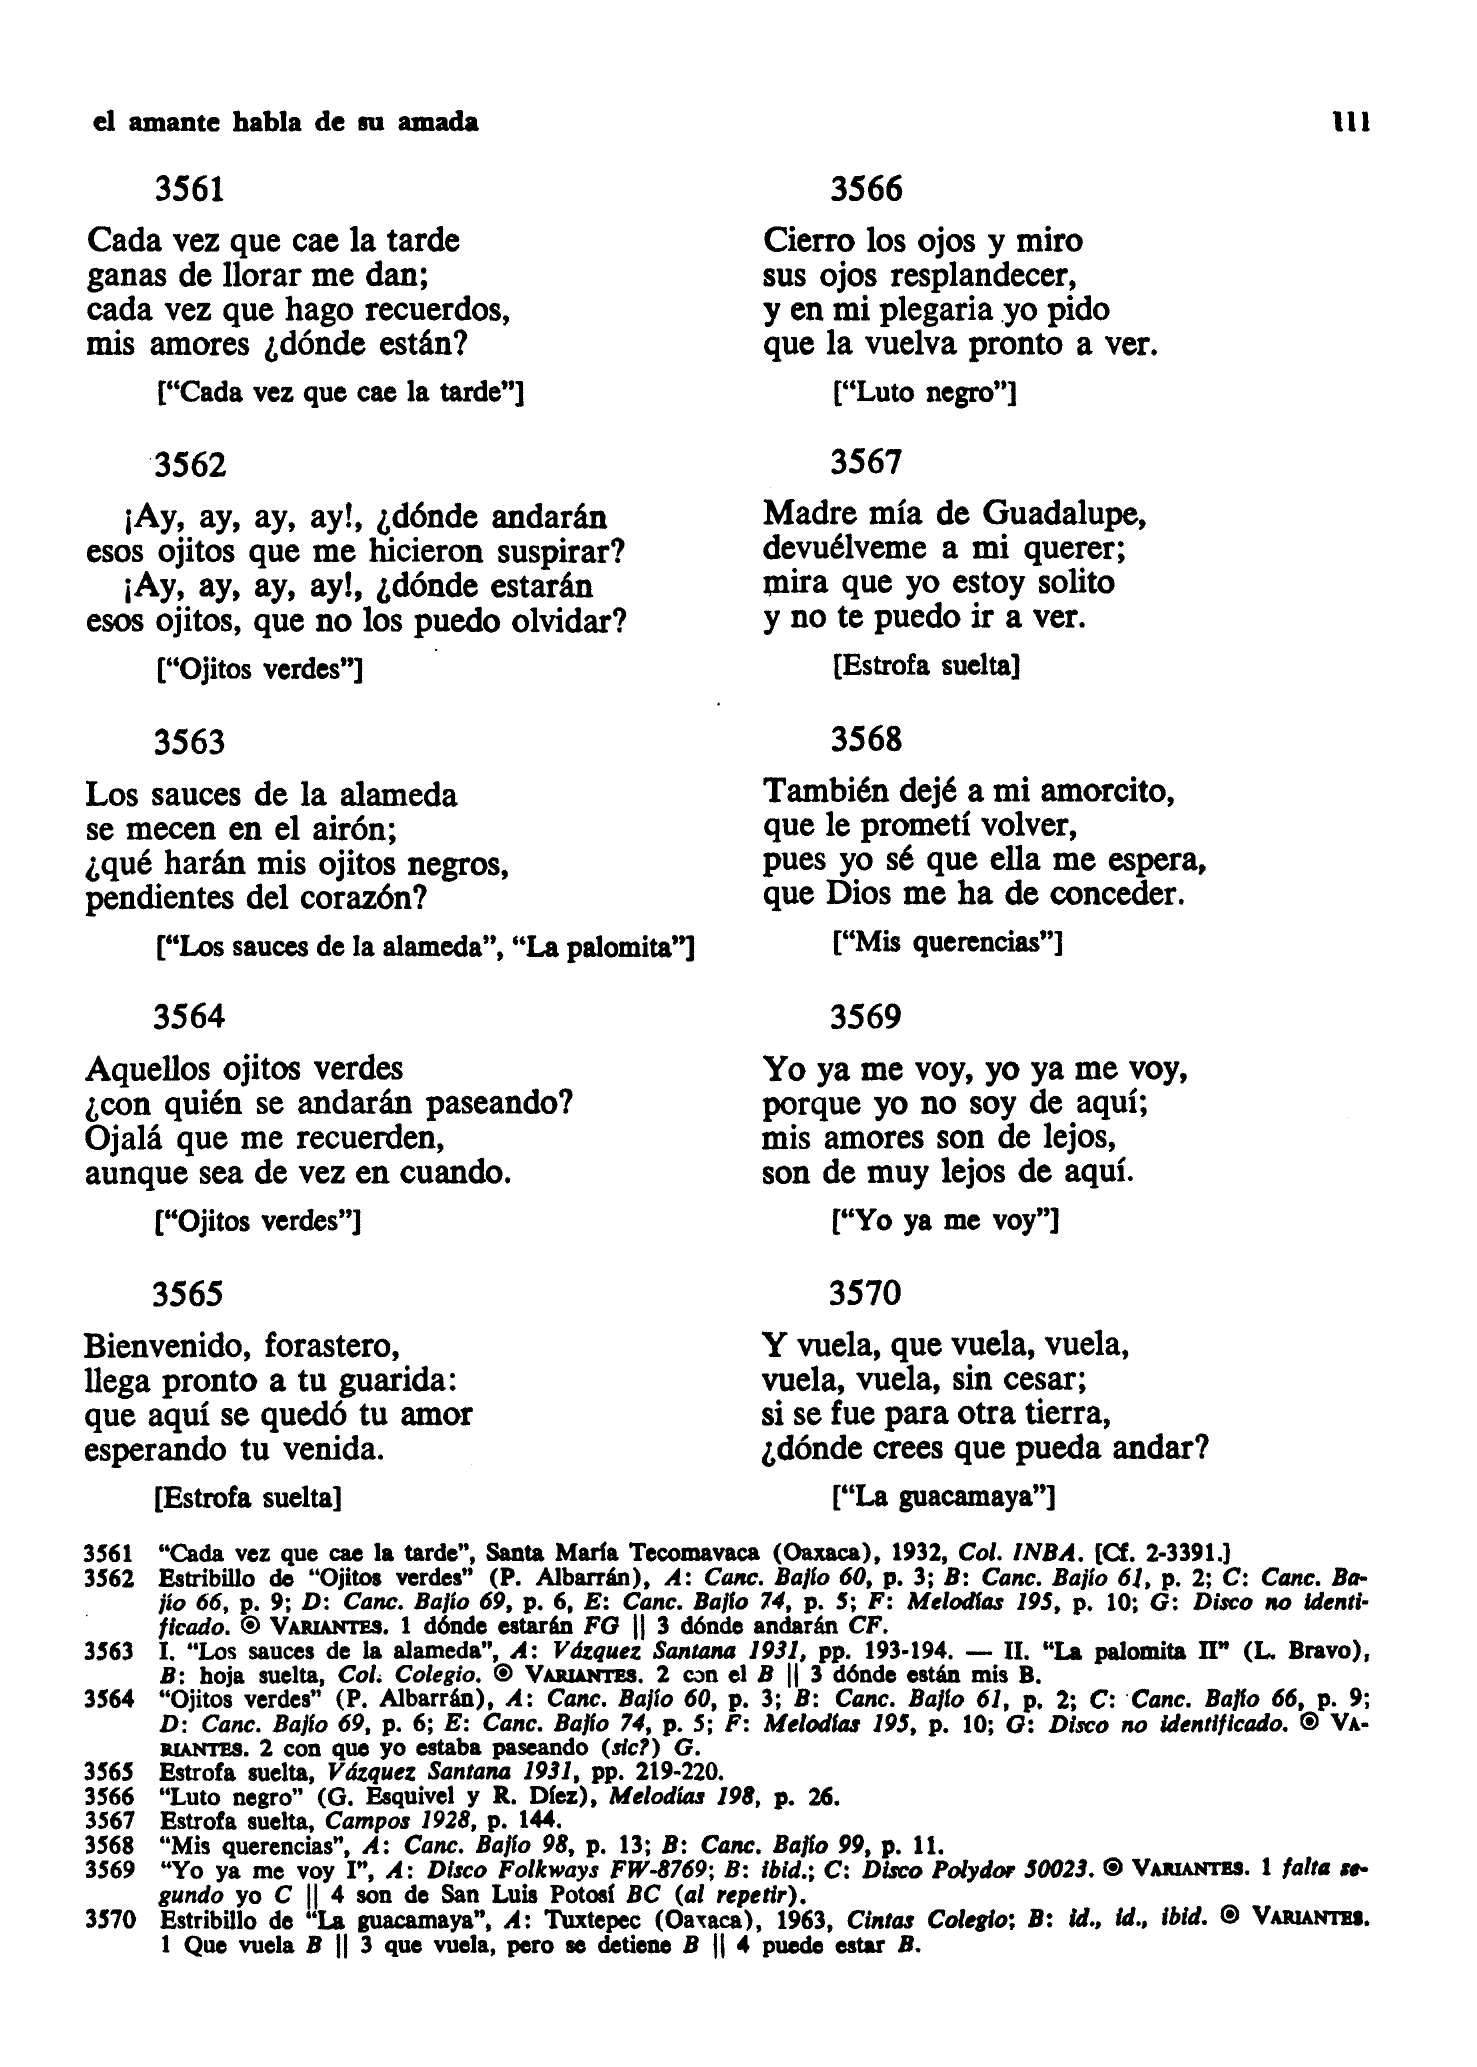 el amante habla de su amada 111
3561
Cada vez que cae la tarde
ganas de llorar me dan;
cada vez que hago recuerdos,
mis amores ¿dónde están?
[“Cada vez que cae la tarde”]
3562
¡Ay, ay, ay, ay!, ¿dónde andarán
esos ojitos que me hicieron suspirar?
¡Ay, ay, ay, ay!, ¿dónde estarán
esos ojitos, que no los puedo olvidar?
[“Ojitos verdes”]
3563
Los sauces de la alameda
se mecen en el airón;
¿qué harán mis ojitos negros,
pendientes del corazón?
[“Los sauces de la alameda”, “La palomita”]
3564
Aquellos ojitos verdes
¿con quién se andarán paseando?
Ojalá que me recuerden,
aunque sea de vez en cuando.
[“Ojitos verdes”]
3565
Bienvenido, forastero,
llega pronto a tu guarida:
que aquí se quedó tu amor
esperando tu venida.
[Estrofa suelta]
3566
Cierro los ojos y miro
sus ojos resplandecer,
y en mi plegaria yo pido
que la vuelva pronto a ver.
[“Luto negro”]
3567
Madre mía de Guadalupe,
devuélveme a mi querer;
mira que yo estoy solito
y no te puedo ir a ver.
[Estrofa suelta]
3568
También dejé a mi amorcito,
que le prometí volver,
pues yo sé que ella me espera,
que Dios me ha de conceder.
[“Mis querencias”]
3569
Yo ya me voy, yo ya me voy,
porque yo no soy de aquí;
mis amores son de lejos,
son de muy lejos de aquí.
[“Yo ya me voy”]
3570
Y vuela, que vuela, vuela,
vuela, vuela, sin cesar;
si se fue para otra tierra,
¿dónde crees que pueda andar?
[“La guacamaya”]
3561 “Cada vez que cae la tarde”, Santa María Tecomavaca (Oaxaca), 1932, Col. INBA. [Cf. 2-3391.]
3562 Estribillo de “Ojitos verdes” (P. Albarrán), A: Canc. Bajío 60, p. 3; B: Canc. Bajío 61, p. 2; C: Canc. Ba-
jío 66, p. 9; D: Canc. Bajío 69, p. 6, E: Canc. Bajío 74, p. 5; F: Melodías 195, p. 10; G: Disco no identi-
ficado. ⊙ VARIANTES. 1 dónde estarán FG || 3 dónde andarán CF.
3563 I. “Los sauces de la alameda”, A: Vázquez Santana 1931, pp. 193-194. — II. “La palomita II” (L. Bravo),
B: hoja suelta, Col. Colegio. ⊙ VARIANTES. 2 con el B || 3 dónde están mis B.
3564 “Ojitos verdes” (P. Albarrán), A: Canc. Bajío 60, p. 3; B: Canc. Bajío 61, p. 2; C: Canc. Bajío 66, p. 9;
D: Canc. Bajío 69, p. 6; E: Canc. Bajío 74, p. 5; F: Melodías 195, p. 10; G: Disco no identificado. ⊙ VA-
RIANTES. 2 con que yo estaba paseando (sic?) G.
3565 Estrofa suelta, Vázquez Santana 1931, pp. 219-220.
3566 “Luto negro” (G. Esquivel y R. Díez), Melodías 198, p. 26.
3567 Estrofa suelta, Campos 1928, p. 144.
3568 “Mis querencias”, A: Canc. Bajío 98, p. 13; B: Canc. Bajío 99, p. 11.
3569 “Yo ya me voy I”, A: Disco Folkways FW-8769; B: ibid.; C: Disco Polydor 50023. ⊙ VARIANTES. 1 falta se-
gundo yo C || 4 son de San Luis Potosí BC (al repetir).
3570 Estribillo de “La guacamaya”, A: Tuxtepec (Oaxaca), 1963, Cintas Colegio; B: id., id., ibid. ⊙ VARIANTES.
1 Que vuela B || 3 que vuela, pero se detiene B || 4 puede estar B.